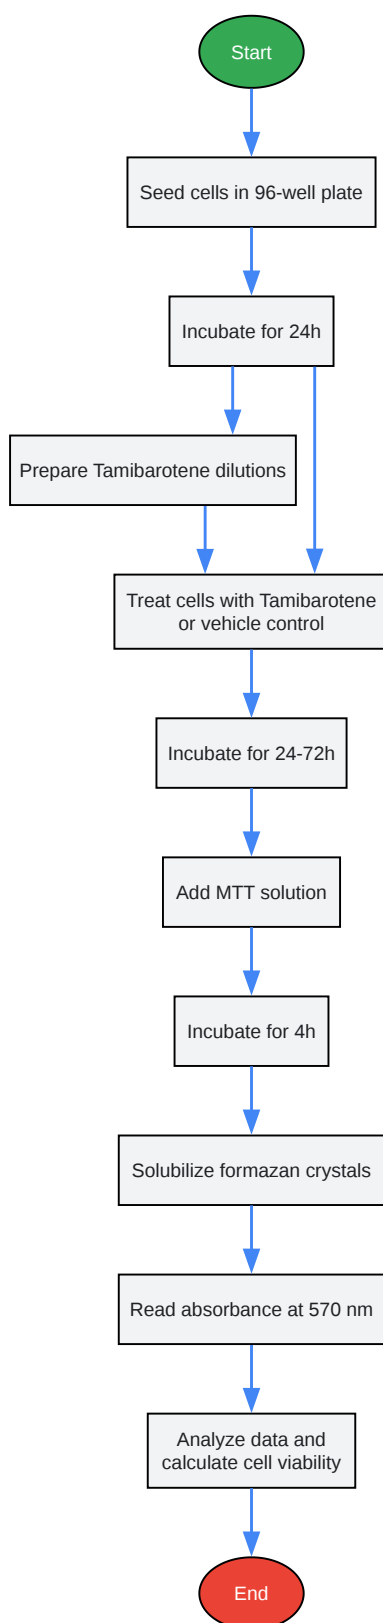 Start
Seed cells in 96-well plate
Incubate for 24h
Prepare Tamibarotene dilutions
Treat cells with Tamibarotene
or vehicle control
Incubate for 24-72h
Add MTT solution
Incubate for 4h
Solubilize formazan crystals
Read absorbance at 570 nm
Analyze data and
calculate cell viability
End